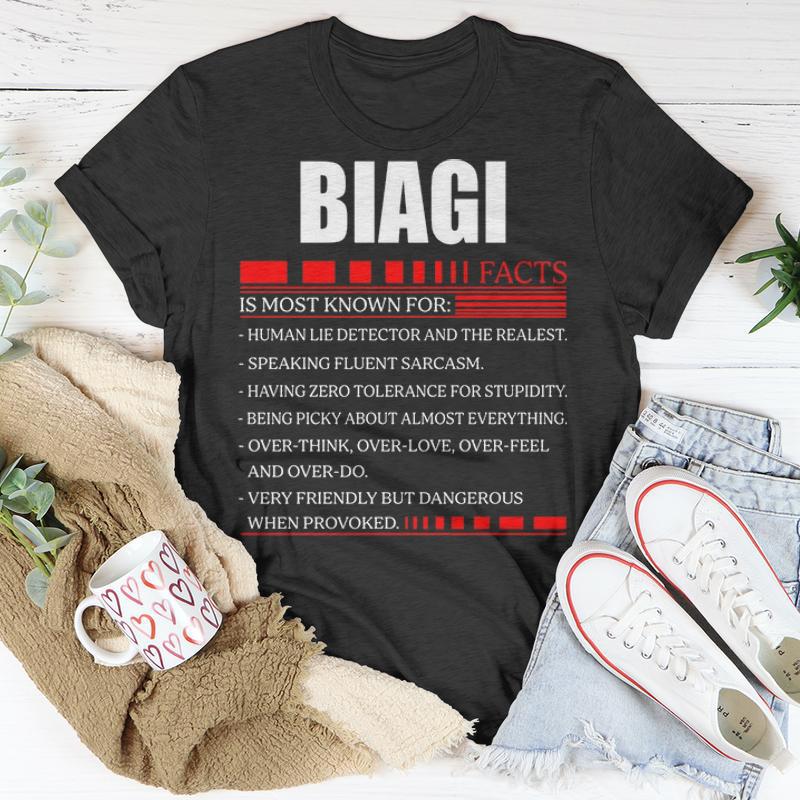 BIAGI
FACTS
IS MOST KNOWN FOR:
- HUMAN LIE DETECTOR AND THE REALEST.
- SPEAKING FLUENT SARCASM.
- HAVING ZERO TOLERANCE FOR STUPIDITY.
- BEING PICKY ABOUT ALMOST EVERYTHING.
- OVER-THINK, OVER-LOVE, OVER-FEEL
AND OVER-DO.
- VERY FRIENDLY BUT DANGEROUS
WHEN PROVOKED.